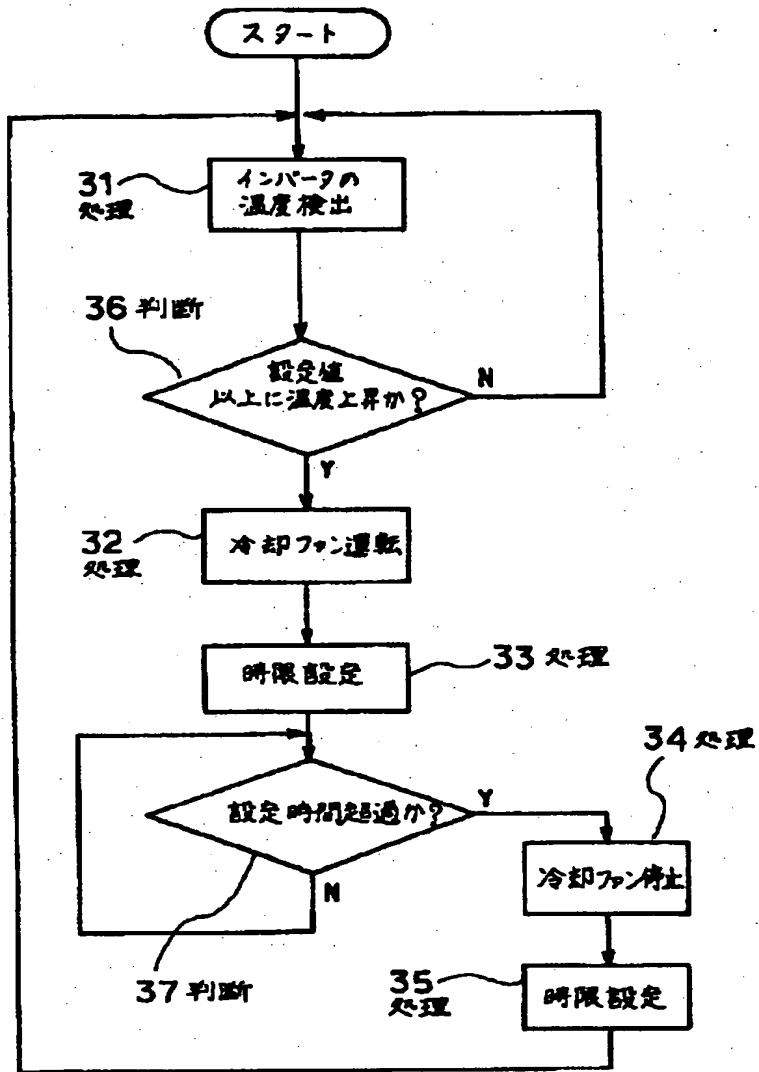 スタート
31
処理
インバータの
温度検出
36 判断
設定値
以上に温度上昇か?
N
Y
32
処理
冷却ファン運転
時限設定
33 処理
34 処理
設定時間超過か?
Y
N
冷却ファン停止
37 判断
35
処理
時限設定